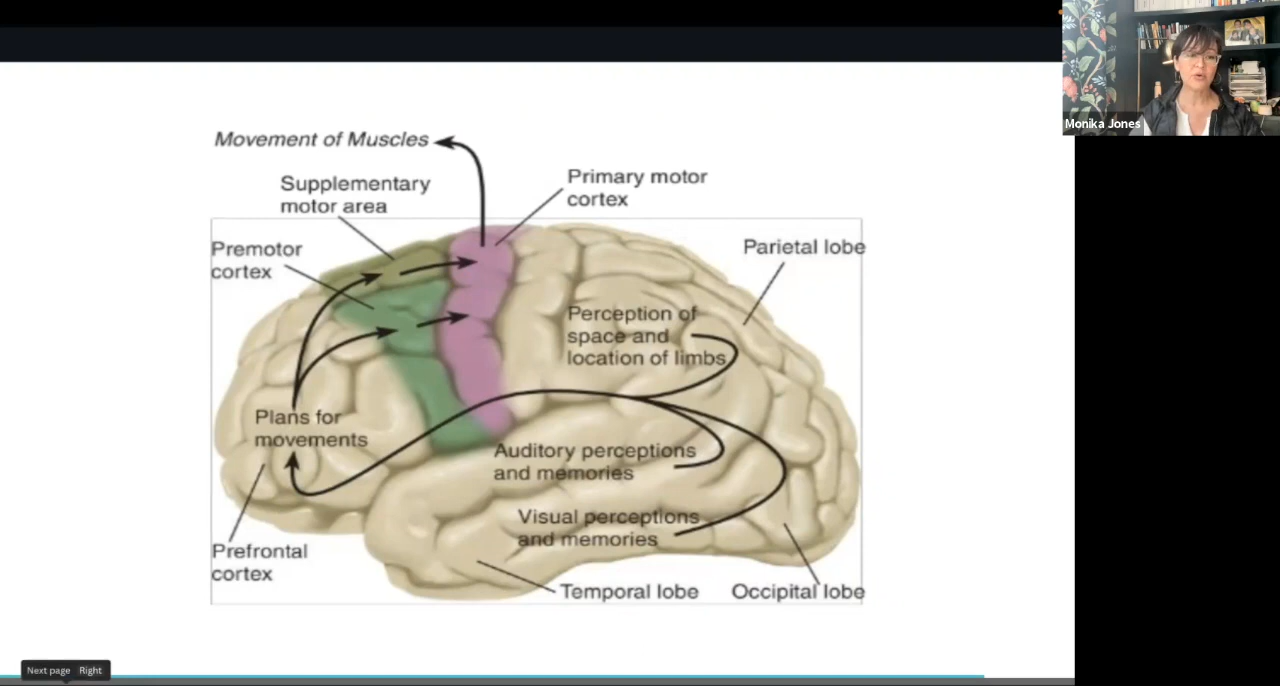 Monika Jones
Movement of Muscles
Supplementary
motor area
Primary motor
cortex
Premotor
cortex
Parietal lobe
Perception of
space and
location of limbs
Plans for
movements
Auditory perceptions
and memories
Visual perceptions
and memories
Prefrontal
cortex
Temporal lobe
Occipital lobe
Next page Right